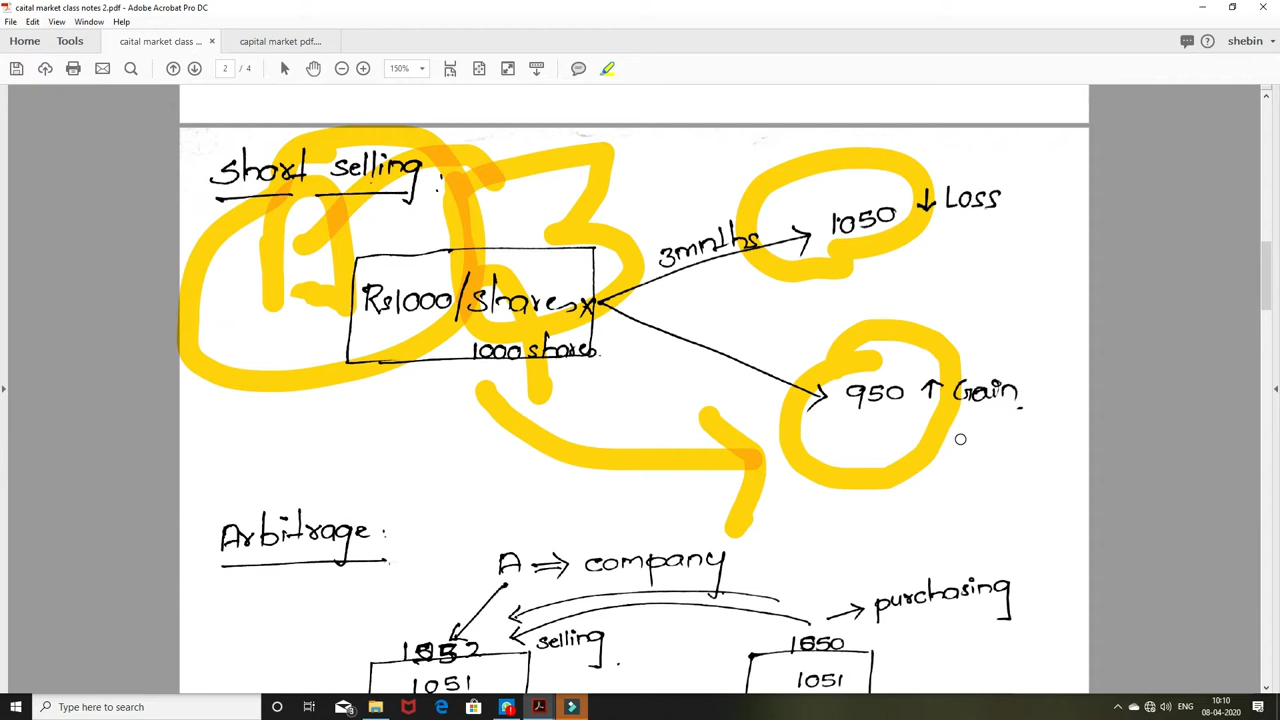 caital market class notes 2.pdf - Adobe Acrobat Pro DC
File Edit View Window Help
Home Tools caital market class ... × capital market pdf.... shebin
2 / 4 150%
Short selling :
Rs1000/shares x
1000 shares.
3mnths
1050 ↓ Loss
950 ↑ Gain.
Arbitrage :
A ⇒ company
→ purchasing
selling
1650
1051
1051
Type here to search
ENG
10:10
08-04-2020